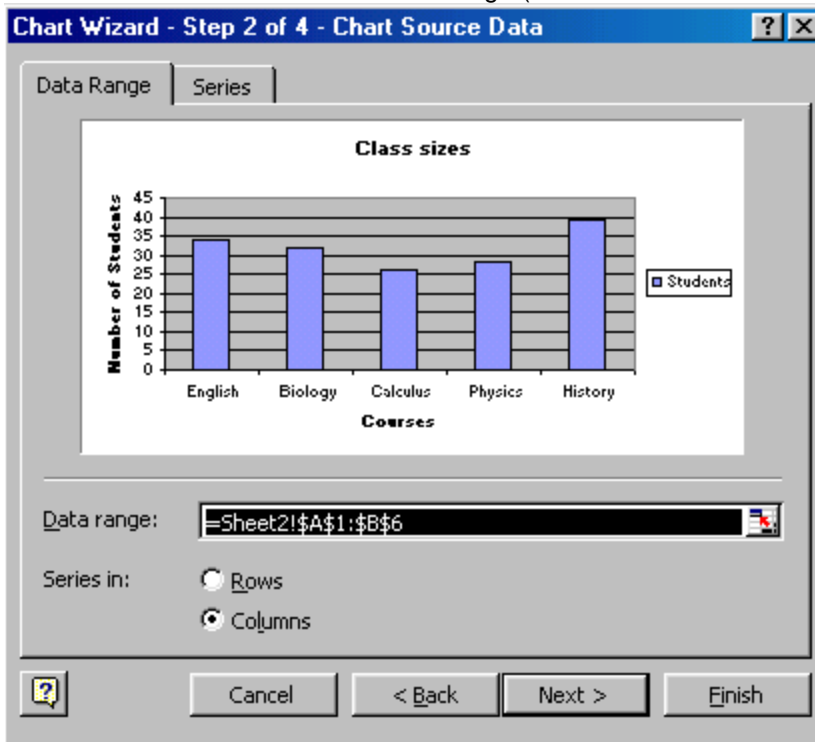 Chart Wizard - Step 2 of 4 - Chart Source Data
Data Range
Series
Class sizes
Number of Students
45
40
35
30
25
20
15
10
5
0
Students
English Biology Calculus Physics History
Courses
Data range: =Sheet2!$A$1:$B$6
Series in: Rows
Columns
Cancel < Back Next > Finish